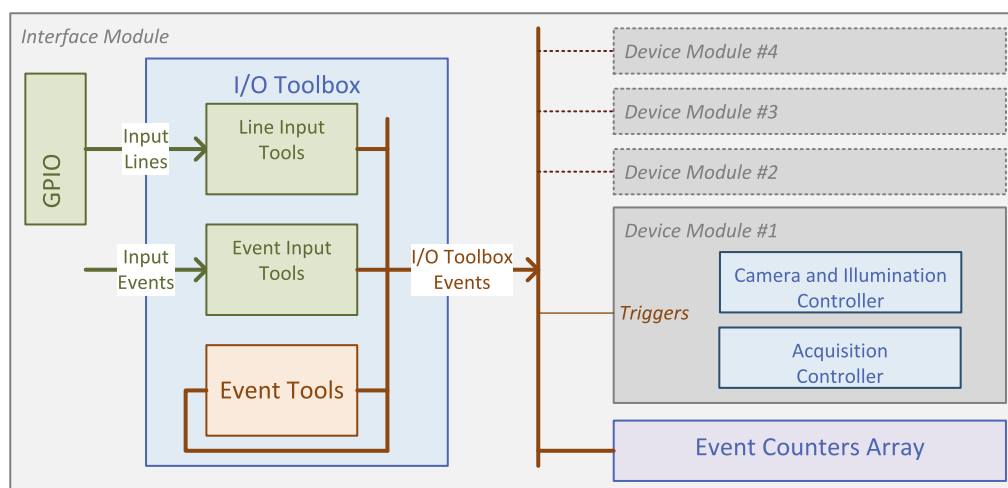 Interface Module
GPIO
Input
Lines
Input
Events
I/O Toolbox
Line Input
Tools
Event Input
Tools
Event Tools
I/O Toolbox
Events
Device Module #4
Device Module #3
Device Module #2
Device Module #1
Camera and Illumination
Controller
Triggers
Acquisition
Controller
Event Counters Array